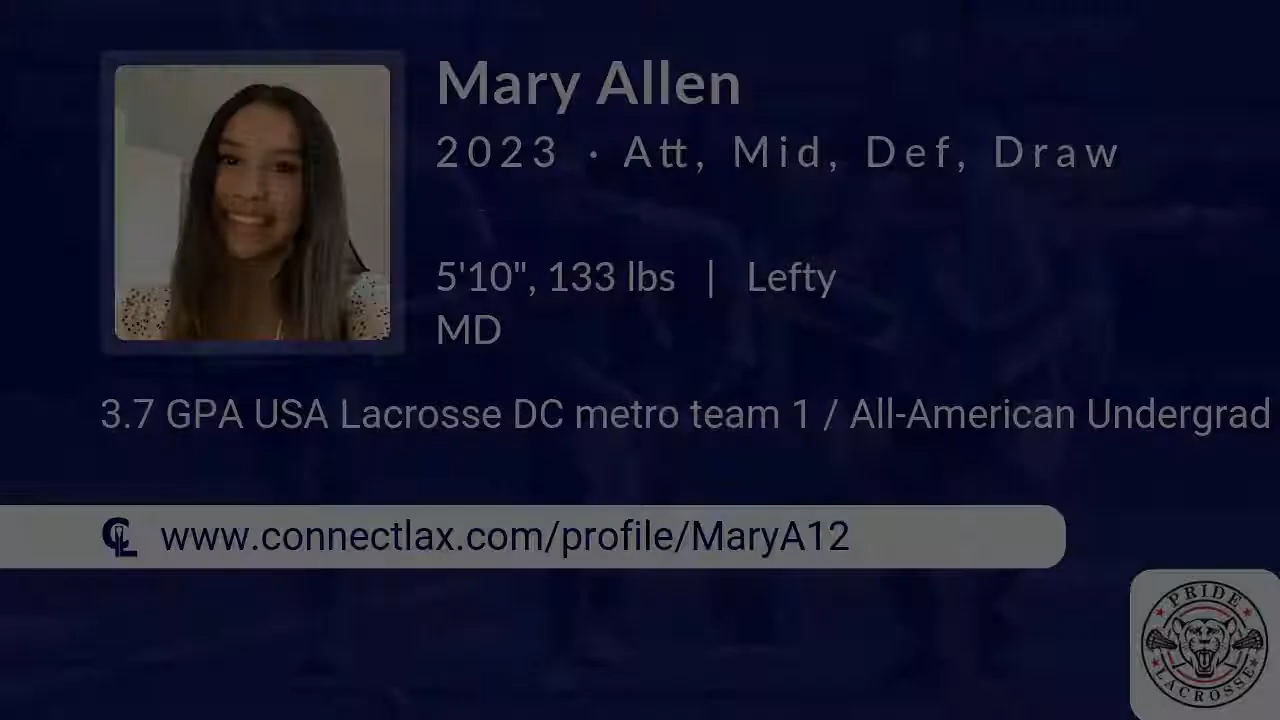 Mary Allen
2023 · Att, Mid, Def, Draw
5'10", 133 lbs | Lefty
MD
3.7 GPA USA Lacrosse DC metro team 1 / All-American Undergrad
CL www.connectlax.com/profile/MaryA12
PRIDE
LACROSSE